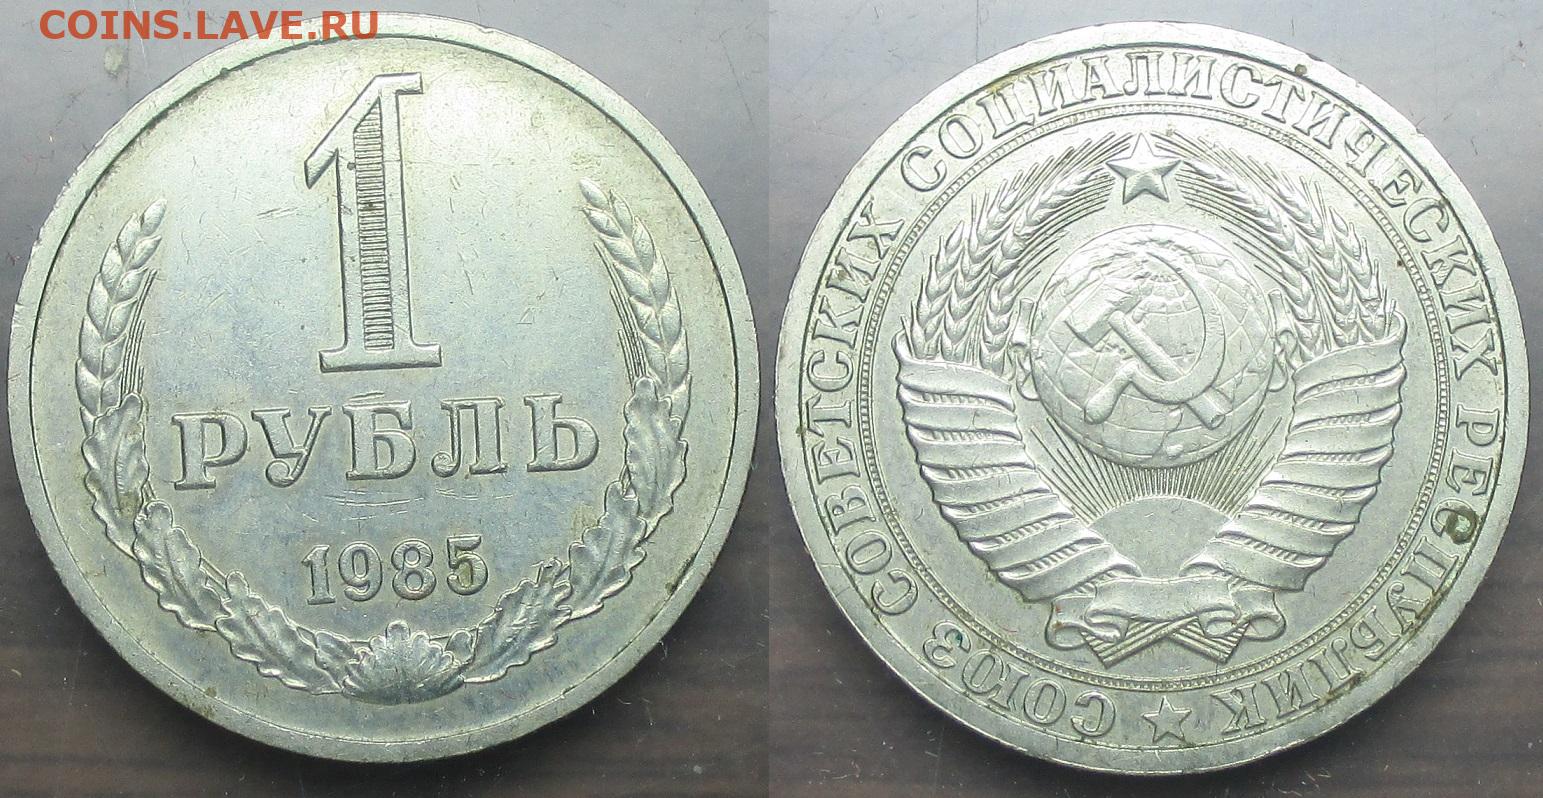 COINS.LAVE.RU
1
РУБЛЬ
1985
СОЮЗ СОВЕТСКИХ СОЦИАЛИСТИЧЕСКИХ РЕСПУБЛИК